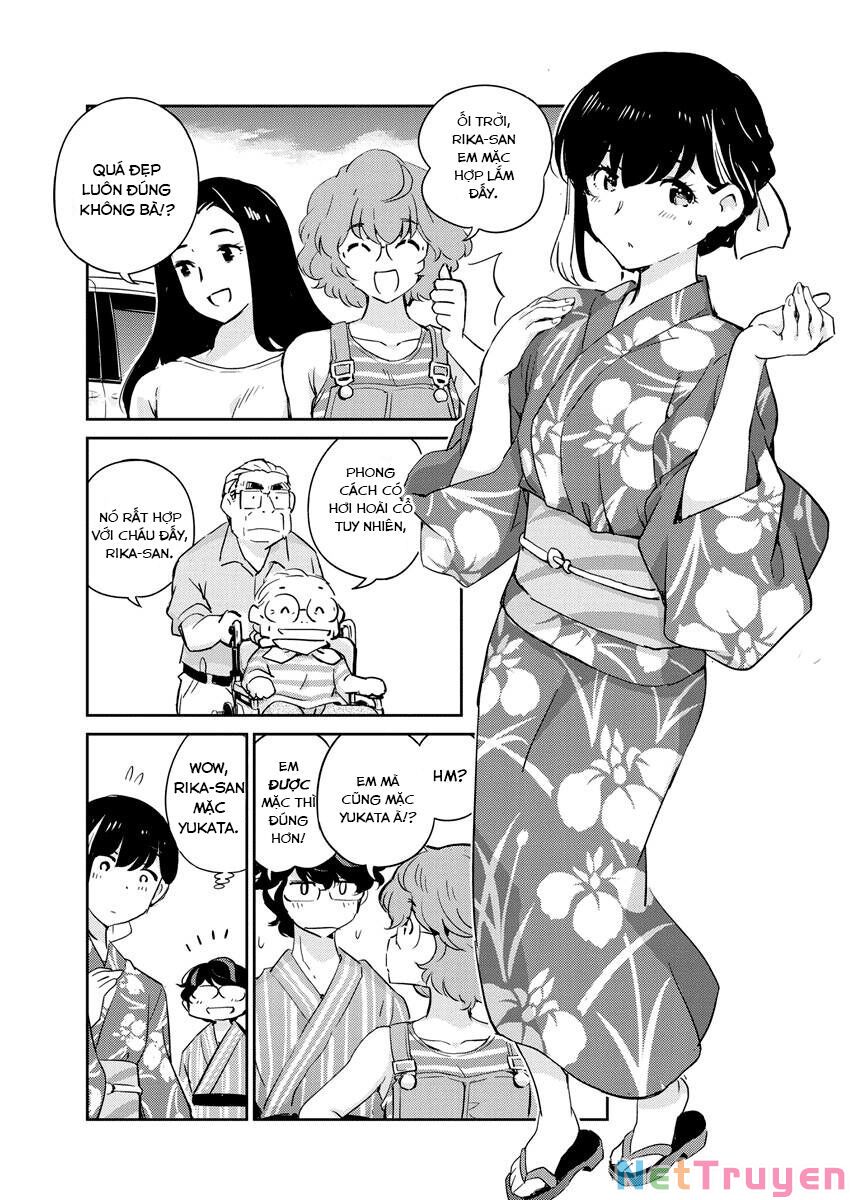 ỐI TRỜI,
RIKA-SAN
EM MẶC
HỢP LẮM
ĐẤY.
QUÁ ĐẸP
LUÔN ĐÚNG
KHÔNG BÀ!?
PHONG
CÁCH CÓ
HƠI HOÀI CỔ
TUY NHIÊN,
NÓ RẤT HỢP
VỚI CHÁU ĐẤY,
RIKA-SAN.
HM?
EM MÀ
CŨNG MẶC
YUKATA Á!?
EM
ĐƯỢC
MẶC THÌ
ĐÚNG
HƠN!
WOW,
RIKA-SAN
MẶC
YUKATA.
NetTruyen